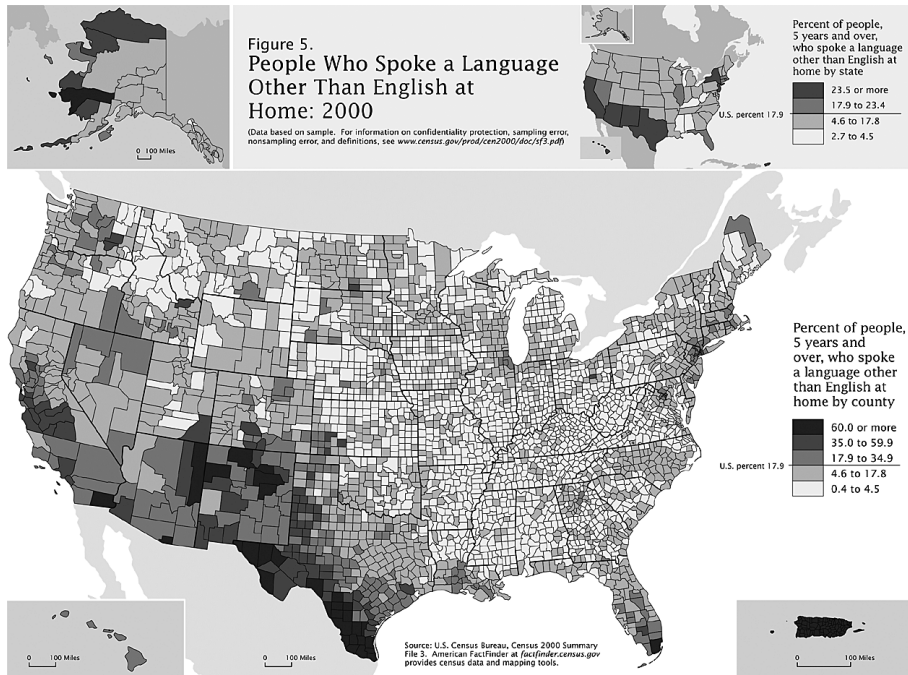 Figure 5.
People Who Spoke a Language
Other Than English at
Home: 2000
(Data based on sample. For information on confidentiality protection, sampling error,
nonsampling error, and definitions, see www.census.gov/prod/cen2000/doc/sf3.pdf)
0 100 Miles
Percent of people,
5 years and over,
who spoke a language
other than English at
home by state
23.5 or more
17.9 to 23.4
U.S. percent 17.9
4.6 to 17.8
2.7 to 4.5
Percent of people,
5 years and
over, who spoke
a language other
than English at
home by county
60.0 or more
35.0 to 59.9
17.9 to 34.9
U.S. percent 17.9
4.6 to 17.8
0.4 to 4.5
0 100 Miles
0 100 Miles
Source: U.S. Census Bureau, Census 2000 Summary
File 3. American FactFinder at factfinder.census.gov
provides census data and mapping tools.
0 100 Miles